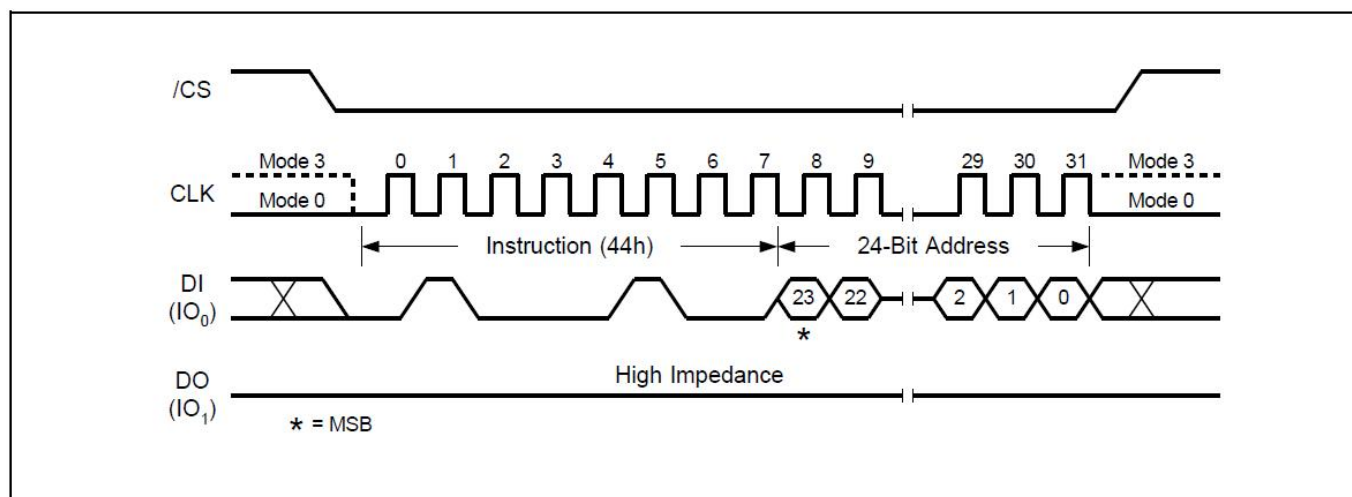 /CS
Mode 3 0 1 2 3 4 5 6 7 8 9 29 30 31 Mode 3
CLK Mode 0 Mode 0
Instruction (44h) 24-Bit Address
DI
(IO0) 23 22 2 1 0
*
High Impedance
DO
(IO1)
* = MSB